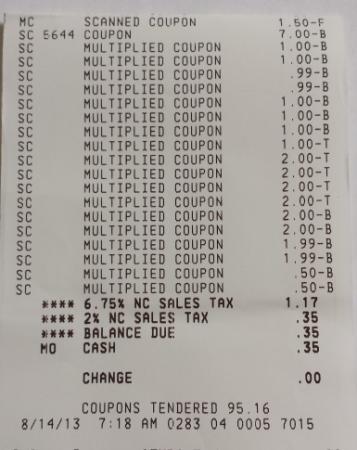 MC SCANNED COUPON 1.50-F
SC 5644 COUPON 7.00-B
SC MULTIPLIED COUPON 1.00-B
SC MULTIPLIED COUPON 1.00-B
SC MULTIPLIED COUPON .99-B
SC MULTIPLIED COUPON .99-B
SC MULTIPLIED COUPON 1.00-B
SC MULTIPLIED COUPON 1.00-B
SC MULTIPLIED COUPON 1.00-B
SC MULTIPLIED COUPON 1.00-T
SC MULTIPLIED COUPON 2.00-T
SC MULTIPLIED COUPON 2.00-T
SC MULTIPLIED COUPON 2.00-T
SC MULTIPLIED COUPON 2.00-T
SC MULTIPLIED COUPON 2.00-B
SC MULTIPLIED COUPON 2.00-B
SC MULTIPLIED COUPON 1.99-B
SC MULTIPLIED COUPON 1.99-B
SC MULTIPLIED COUPON .50-B
SC MULTIPLIED COUPON .50-B
**** 6.75% NC SALES TAX 1.17
**** 2% NC SALES TAX .35
**** BALANCE DUE .35
MO CASH .35
CHANGE .00
COUPONS TENDERED 95.16
8/14/13 7:18 AM 0283 04 0005 7015